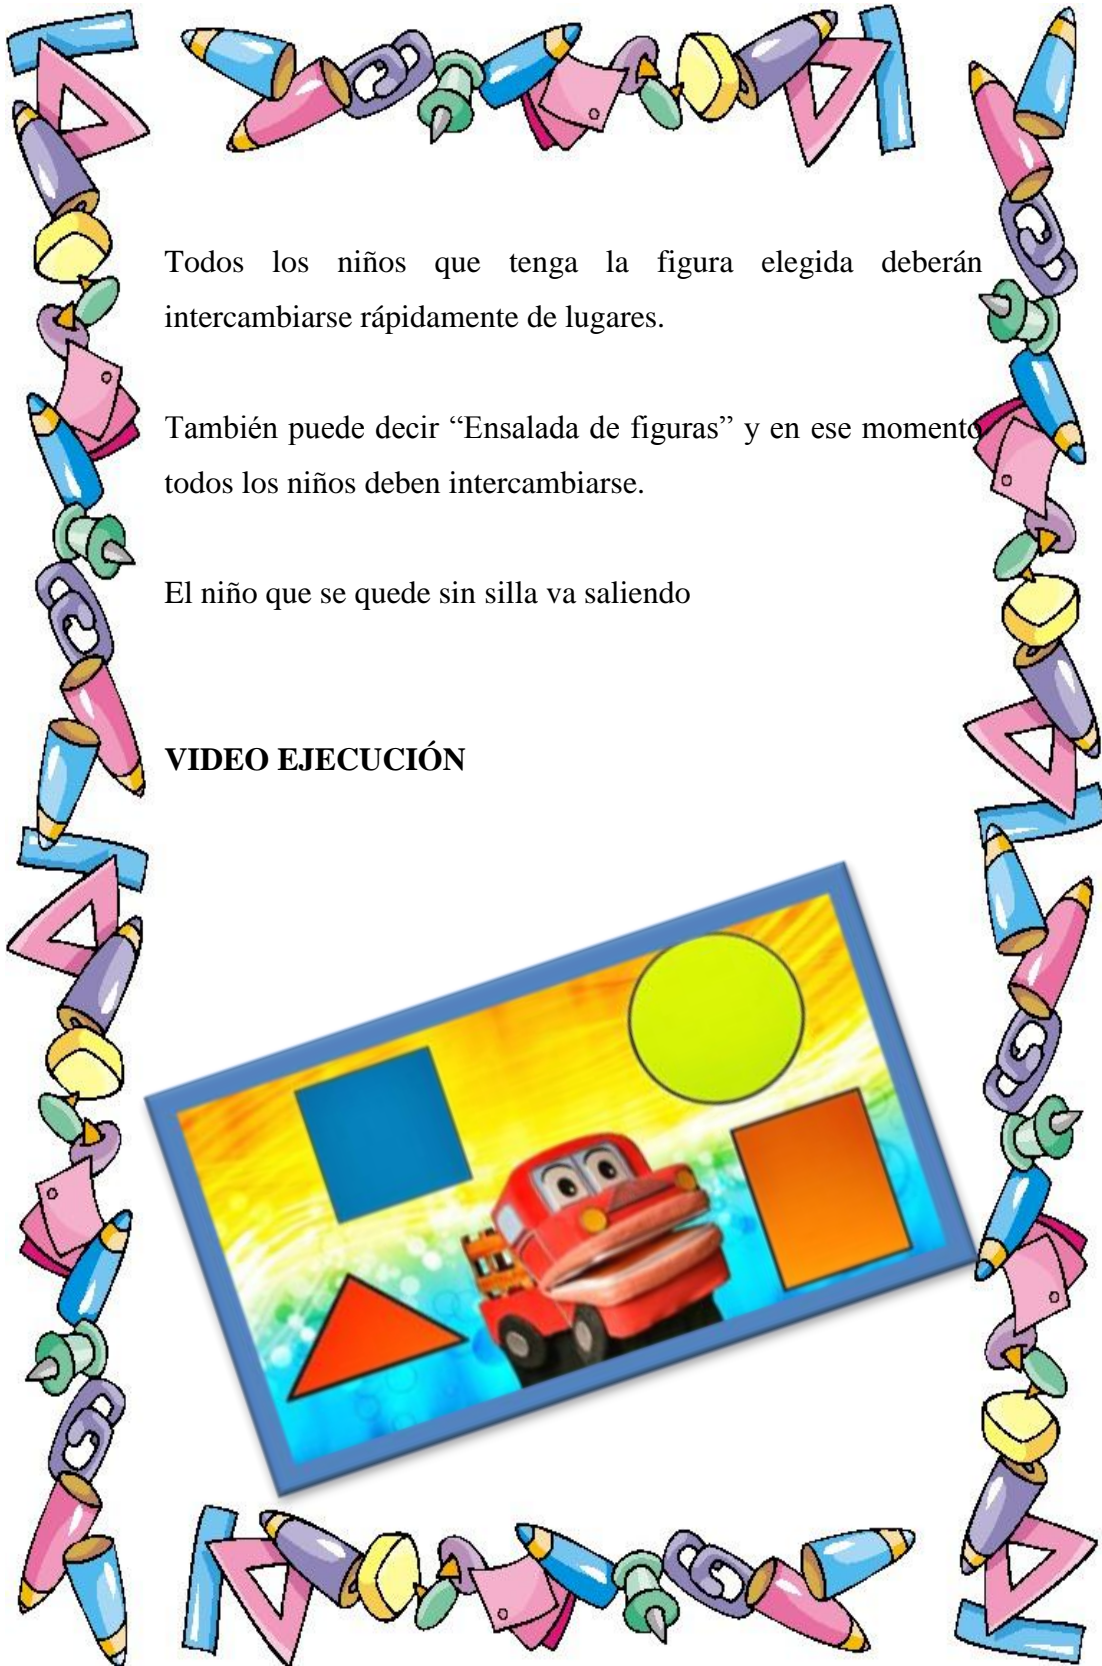 Todos los niños que tenga la figura elegida deberán
intercambiarse rápidamente de lugares.
También puede decir “Ensalada de figuras” y en ese momento
todos los niños deben intercambiarse.
El niño que se quede sin silla va saliendo
VIDEO EJECUCIÓN